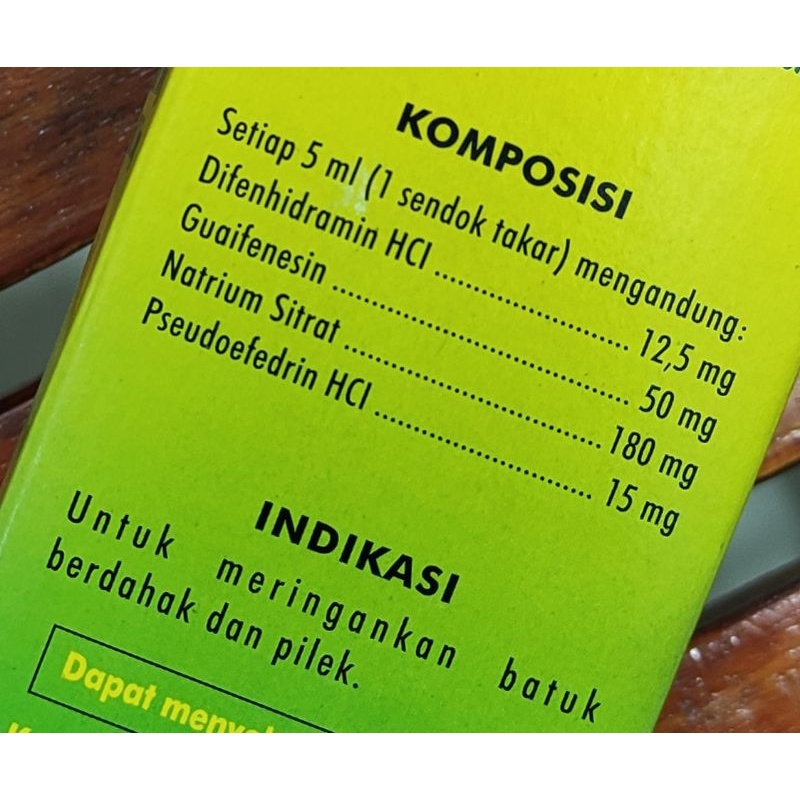 KOMPOSISI
Setiap 5 ml (1 sendok takar) mengandung:
Difenhidramin HCl ........................ 12,5 mg
Guaifenesin ..................................... 50 mg
Natrium Sitrat ................................ 180 mg
Pseudoefedrin HCl ........................... 15 mg
INDIKASI
Untuk meringankan batuk
berdahak dan pilek.
Dapat